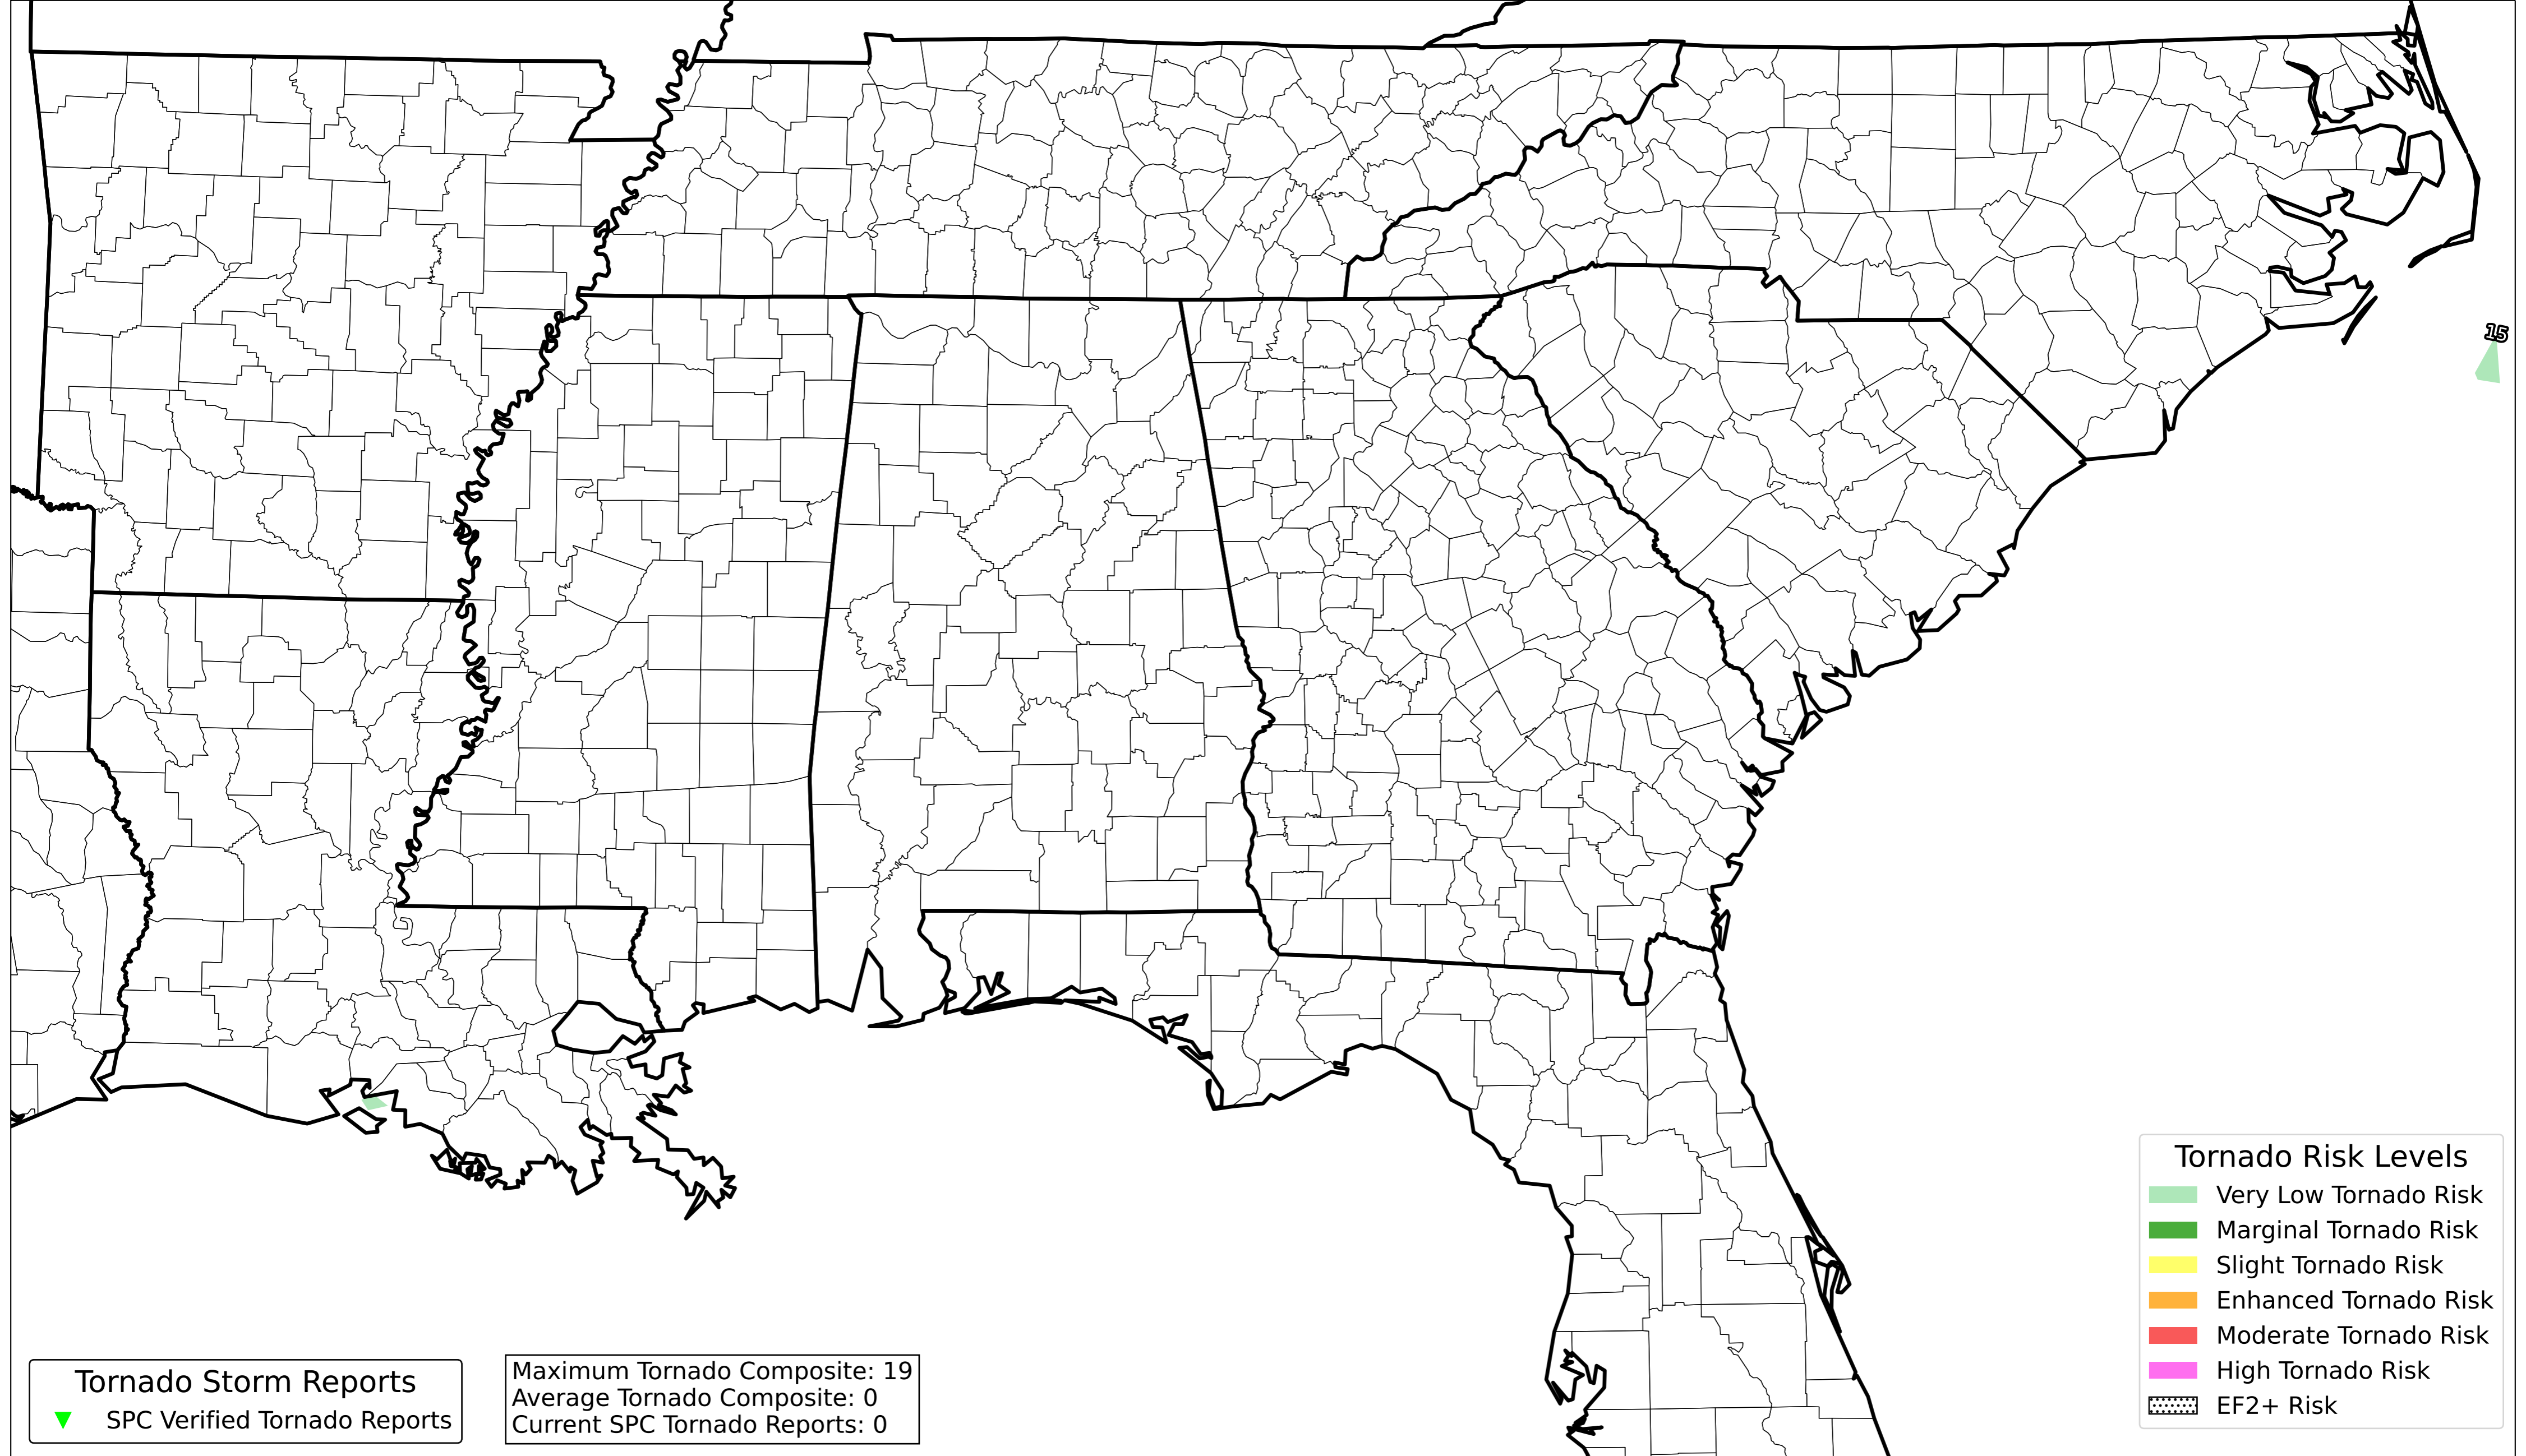 15
Tornado Risk Levels
Very Low Tornado Risk
Marginal Tornado Risk
Slight Tornado Risk
Enhanced Tornado Risk
Moderate Tornado Risk
High Tornado Risk
EF2+ Risk
Tornado Storm Reports
SPC Verified Tornado Reports
Maximum Tornado Composite: 19
Average Tornado Composite: 0
Current SPC Tornado Reports: 0